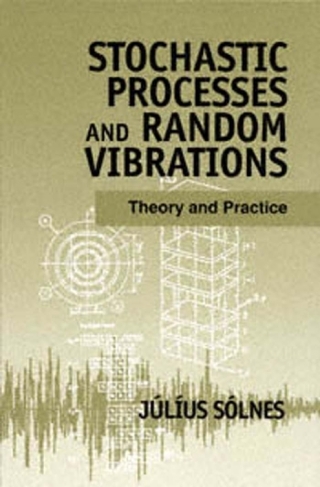 STOCHASTIC
PROCESSES
AND RANDOM
VIBRATIONS
Theory and Practice
JÚLÍUS SÓLNES